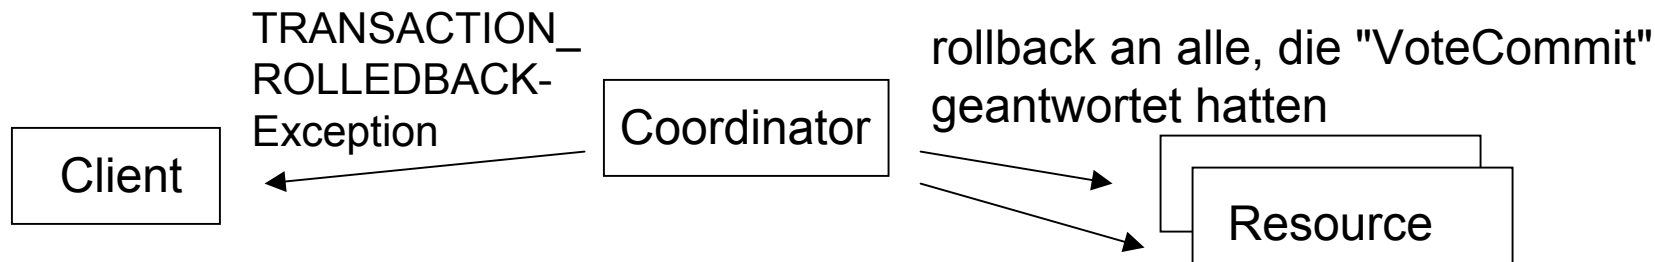 TRANSACTION_
ROLLEDBACK-
Exception
rollback an alle, die "VoteCommit"
geantwortet hatten
Client
Coordinator
Resource